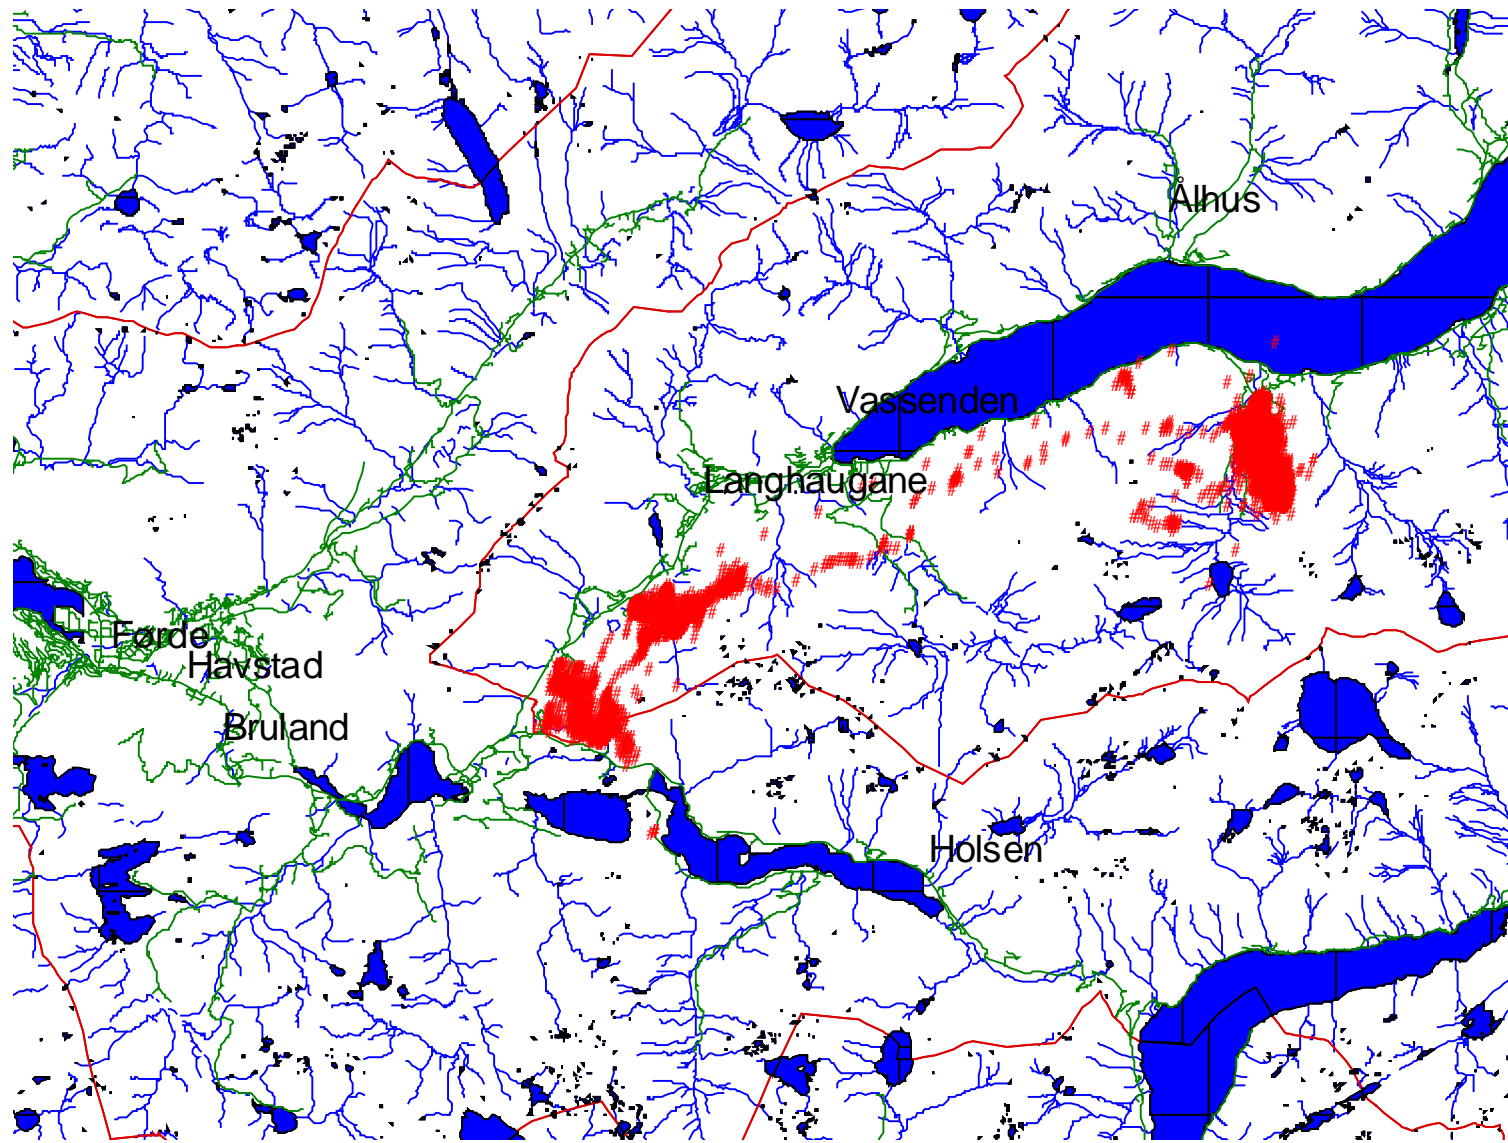 Ålhus
Vassenden
Langhaugane
Førde
Havstad
Bruland
Holsen